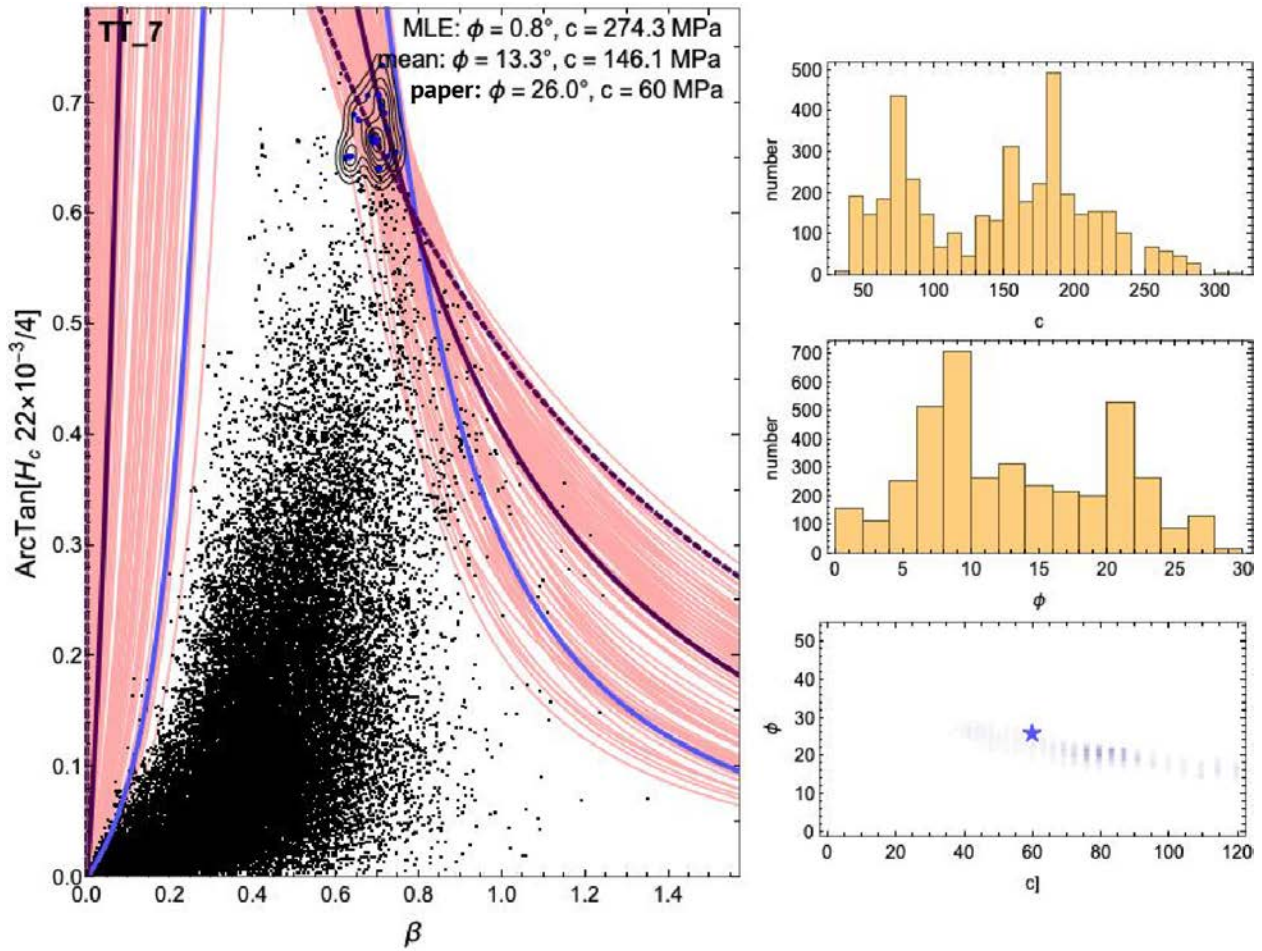 TT_7
MLE: ϕ = 0.8°, c = 274.3 MPa
mean: ϕ = 13.3°, c = 146.1 MPa
paper: ϕ = 26.0°, c = 60 MPa
ArcTan[H_c 22×10⁻³/4]
0.7
0.6
0.5
0.4
0.3
0.2
0.1
0.0
0.0 0.2 0.4 0.6 0.8 1.0 1.2 1.4
β
number
500
400
300
200
100
0
50 100 150 200 250 300
c
number
700
600
500
400
300
200
100
0
0 5 10 15 20 25 30
ϕ
ϕ
50
40
30
20
10
0
0 20 40 60 80 100 120
c]